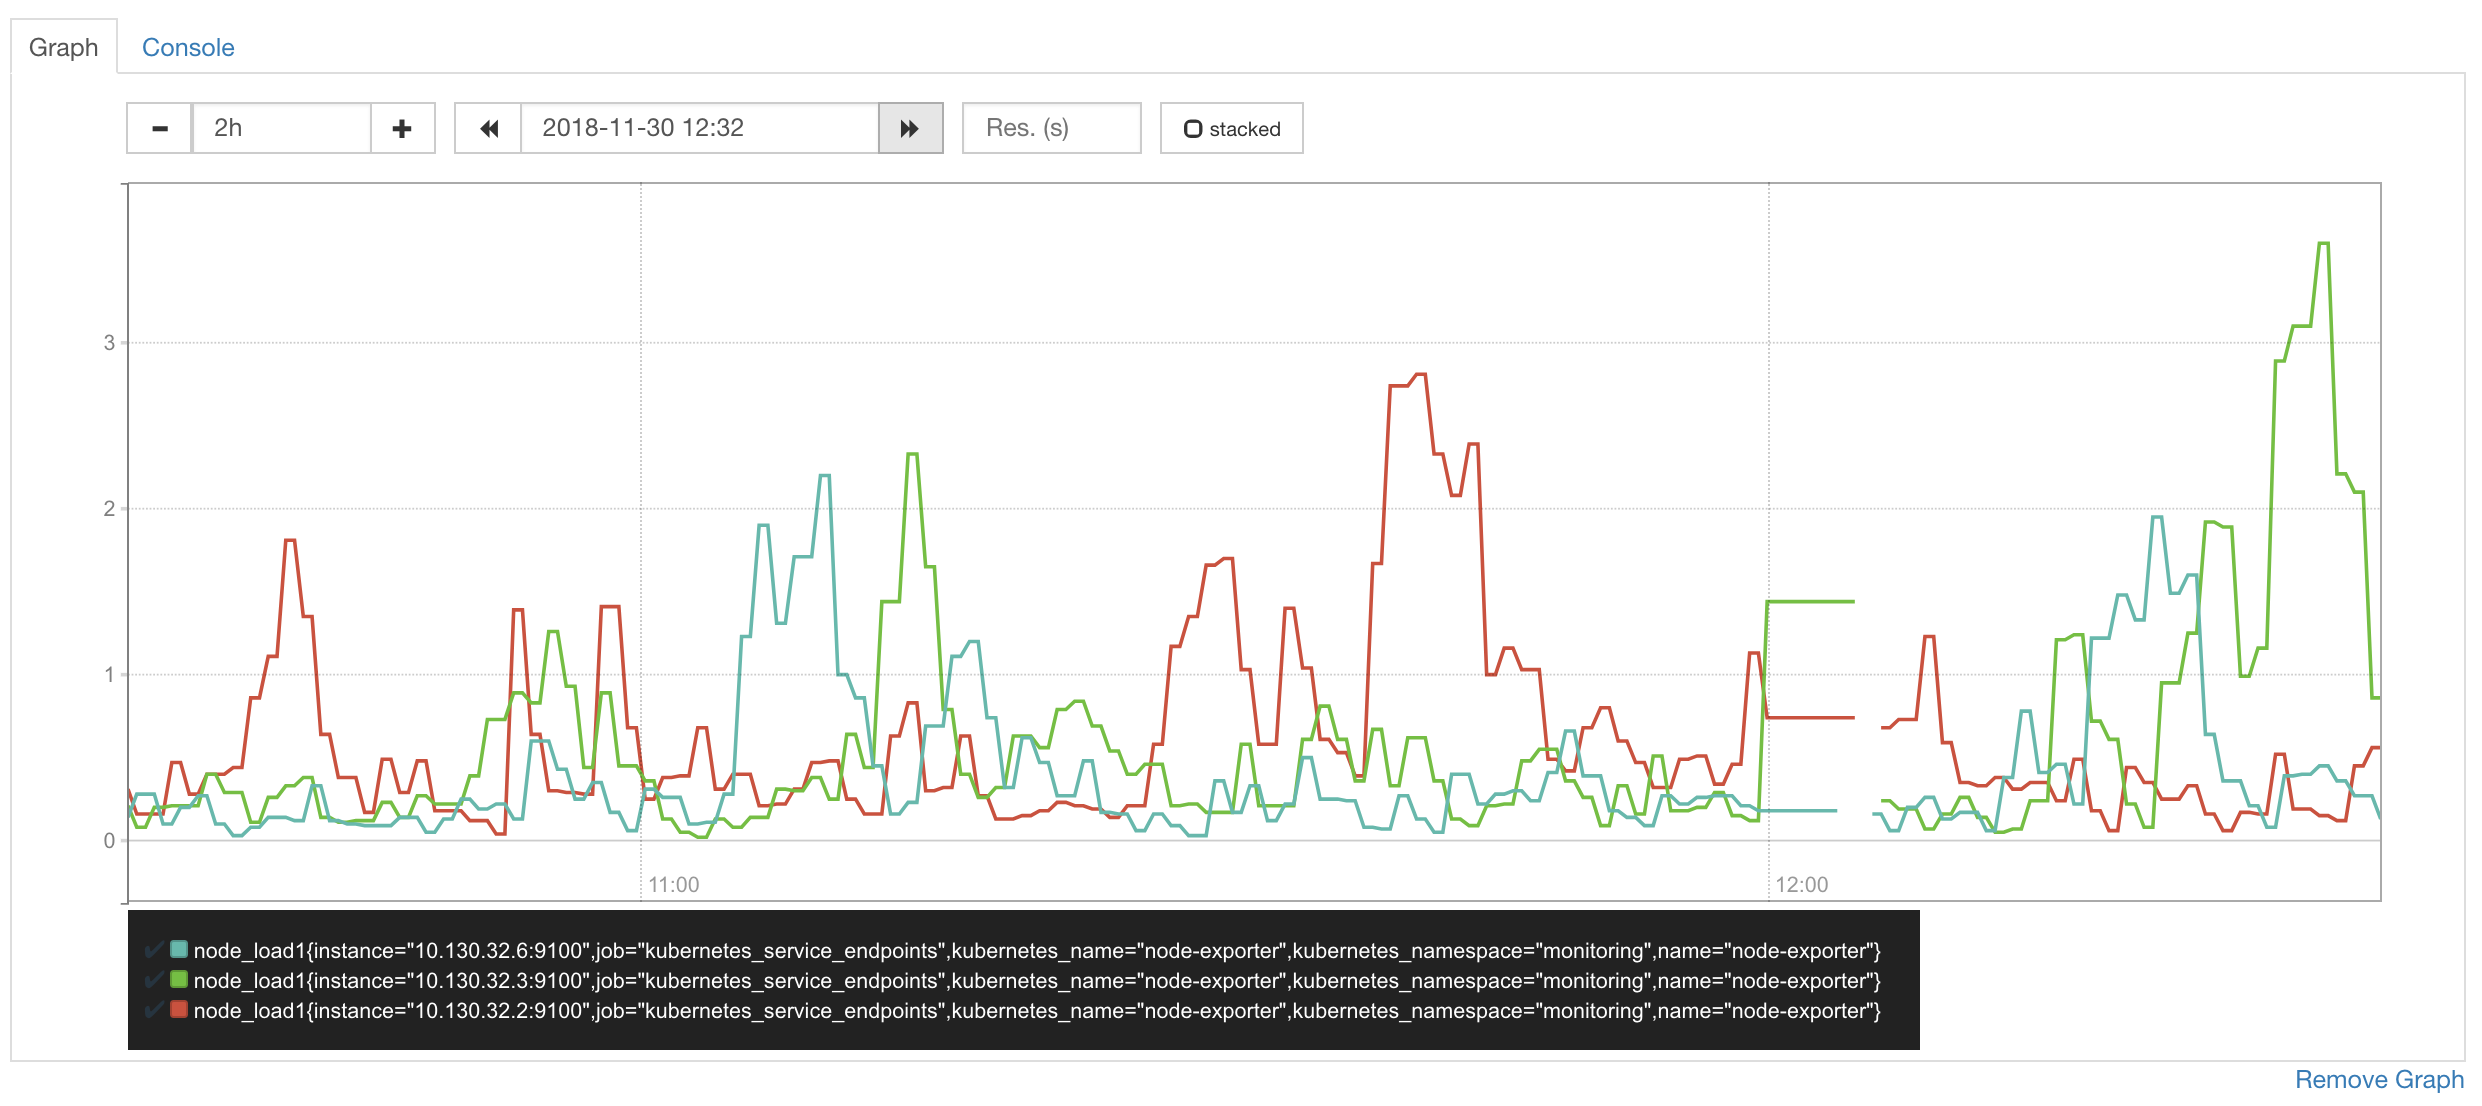 Graph Console
2h 2018-11-30 12:32 Res. (s) stacked
3
2
1
0
11:00 12:00
node_load1{instance="10.130.32.6:9100",job="kubernetes_service_endpoints",kubernetes_name="node-exporter",kubernetes_namespace="monitoring",name="node-exporter"}
node_load1{instance="10.130.32.3:9100",job="kubernetes_service_endpoints",kubernetes_name="node-exporter",kubernetes_namespace="monitoring",name="node-exporter"}
node_load1{instance="10.130.32.2:9100",job="kubernetes_service_endpoints",kubernetes_name="node-exporter",kubernetes_namespace="monitoring",name="node-exporter"}
Remove Graph